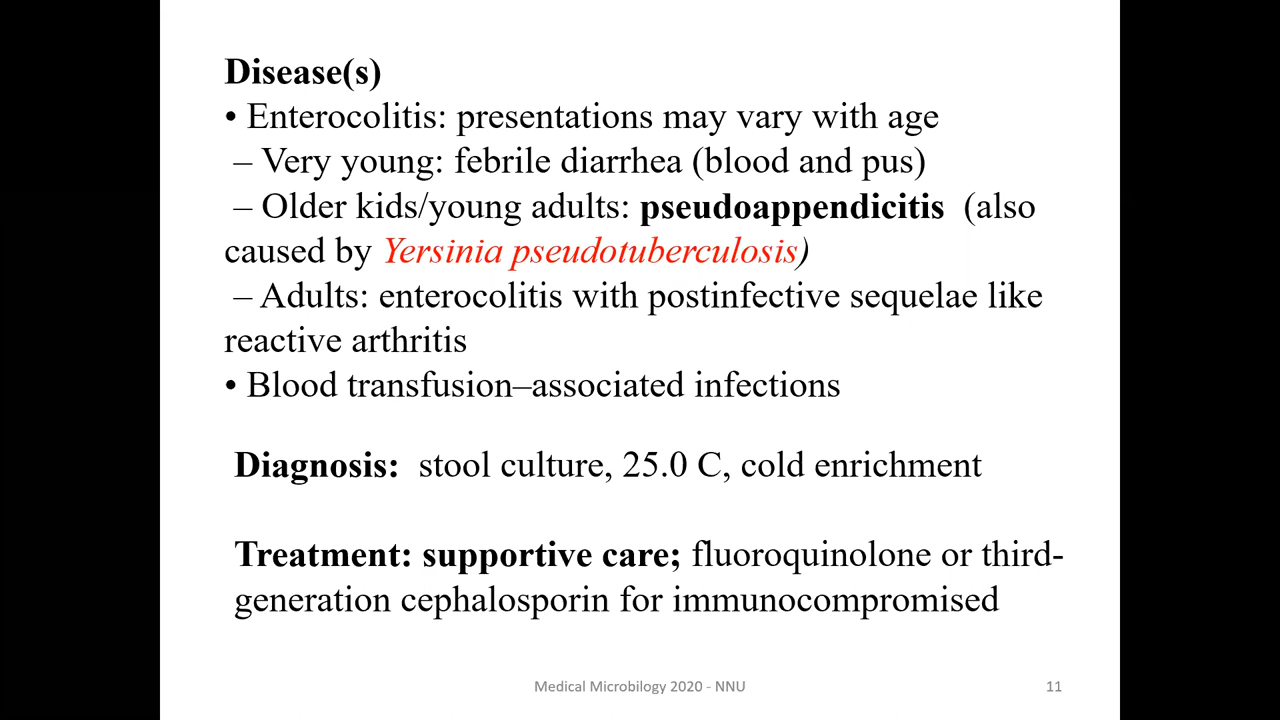 Disease(s)
• Enterocolitis: presentations may vary with age
– Very young: febrile diarrhea (blood and pus)
– Older kids/young adults: pseudoappendicitis (also
caused by Yersinia pseudotuberculosis)
– Adults: enterocolitis with postinfective sequelae like
reactive arthritis
• Blood transfusion–associated infections
Diagnosis: stool culture, 25.0 C, cold enrichment
Treatment: supportive care; fluoroquinolone or third-
generation cephalosporin for immunocompromised
Medical Microbilogy 2020 - NNU
11